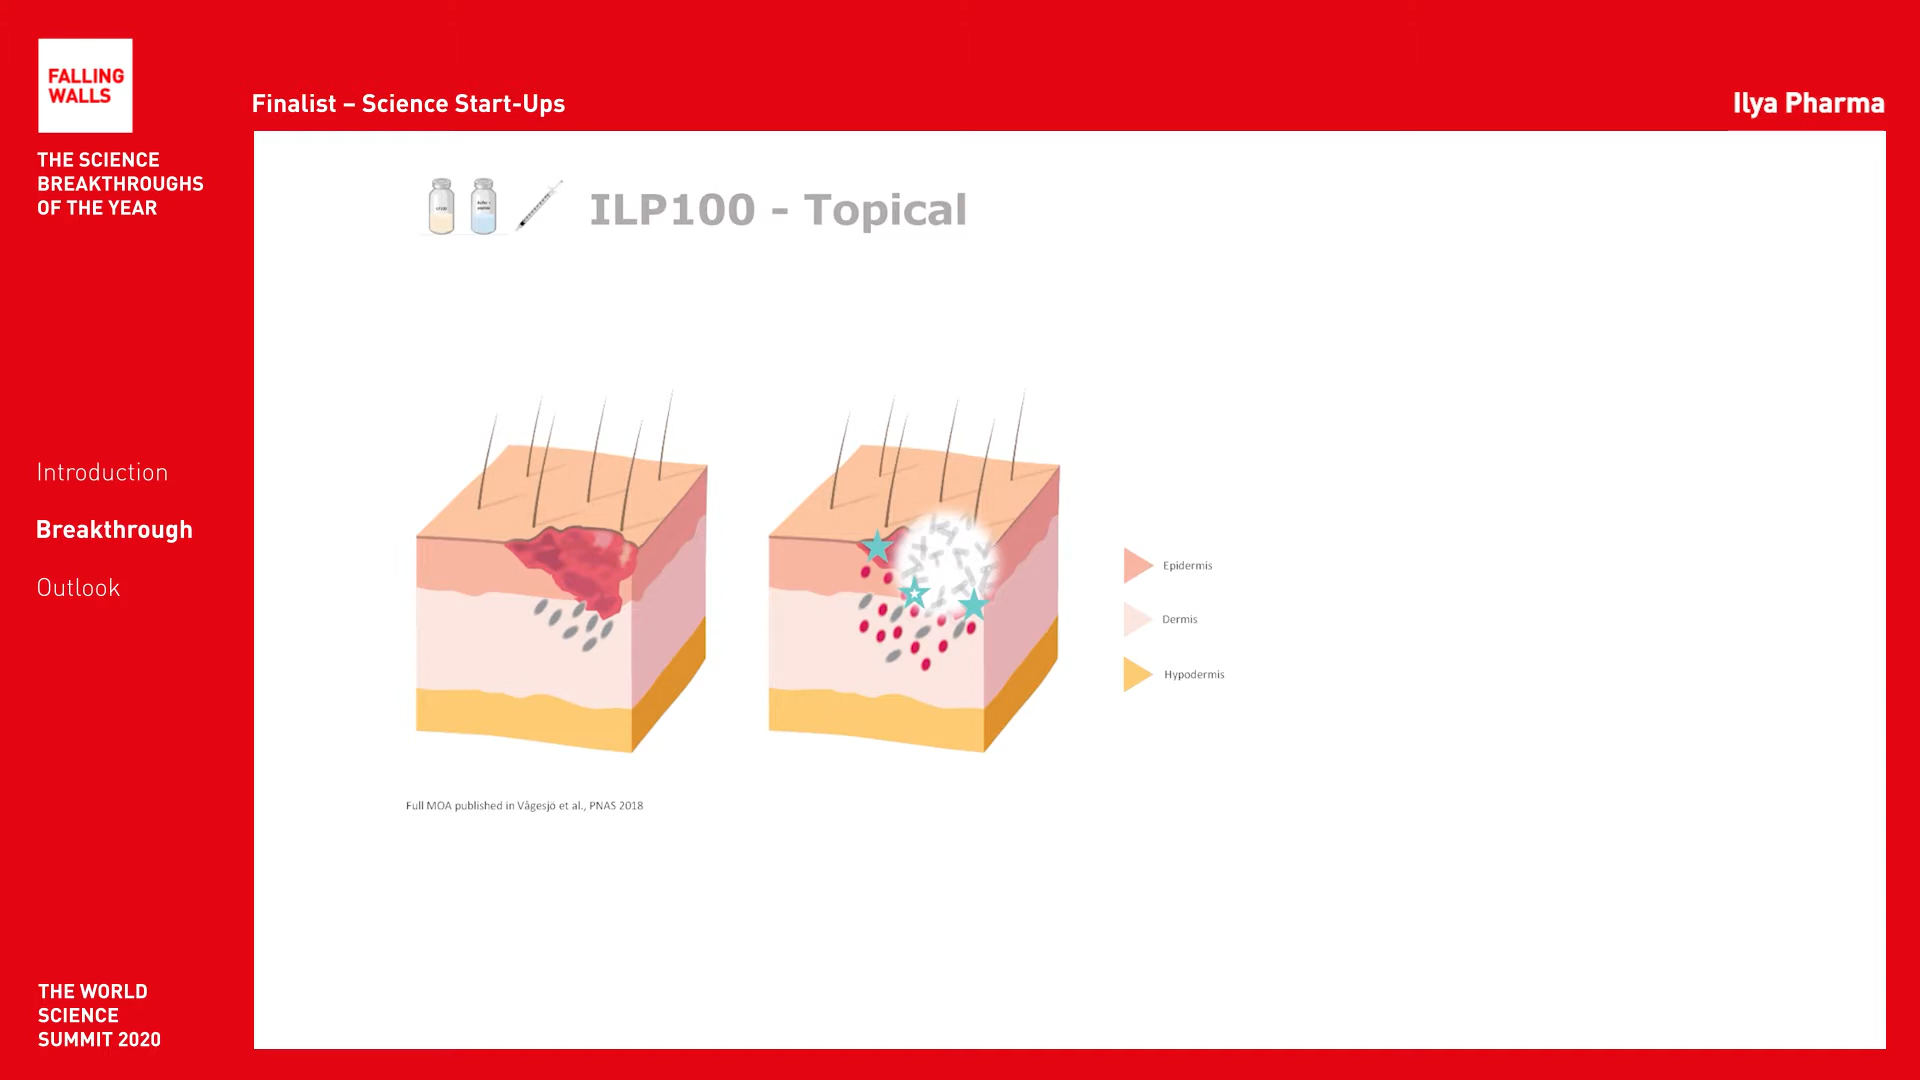 FALLING
WALLS
THE SCIENCE
BREAKTHROUGHS
OF THE YEAR
Finalist – Science Start-Ups
Ilya Pharma
ILP100 - Topical
Introduction
Breakthrough
Outlook
Epidermis
Dermis
Hypodermis
Full MOA published in Vågesjö et al., PNAS 2018
THE WORLD
SCIENCE
SUMMIT 2020